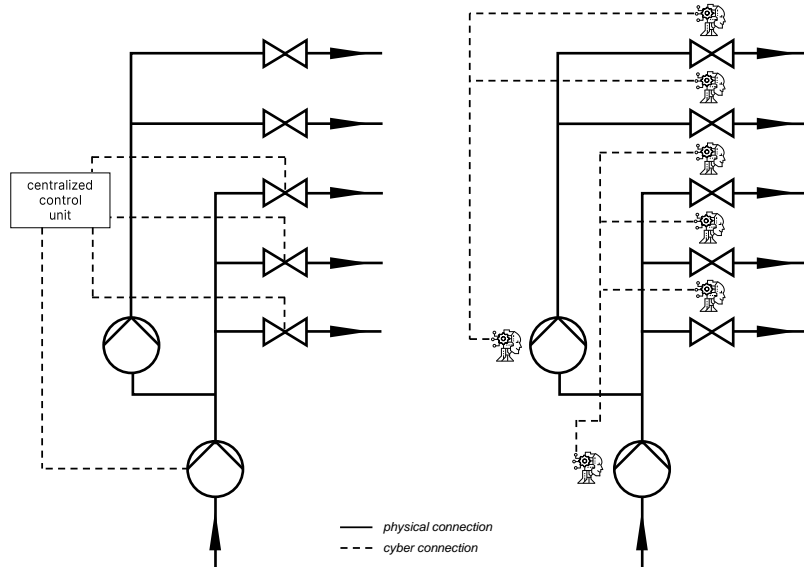 centralized
control
unit
physical connection
cyber connection